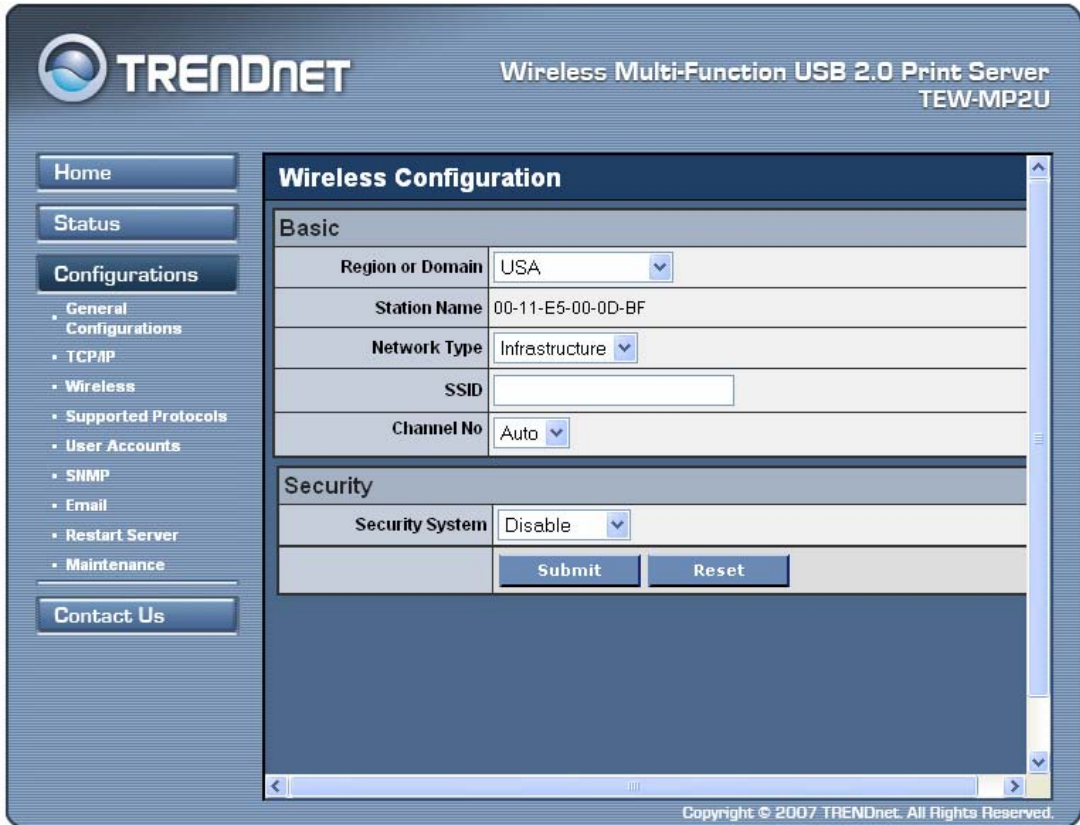 TRENDNET
Wireless Multi-Function USB 2.0 Print Server
TEW-MP2U
Home
Status
Configurations
General
Configurations
TCP/IP
Wireless
Supported Protocols
User Accounts
SNMP
Email
Restart Server
Maintenance
Contact Us
Wireless Configuration
Basic
Region or Domain USA
Station Name 00-11-E5-00-0D-BF
Network Type Infrastructure
SSID
Channel No Auto
Security
Security System Disable
Submit Reset
Copyright © 2007 TRENDnet. All Rights Reserved.